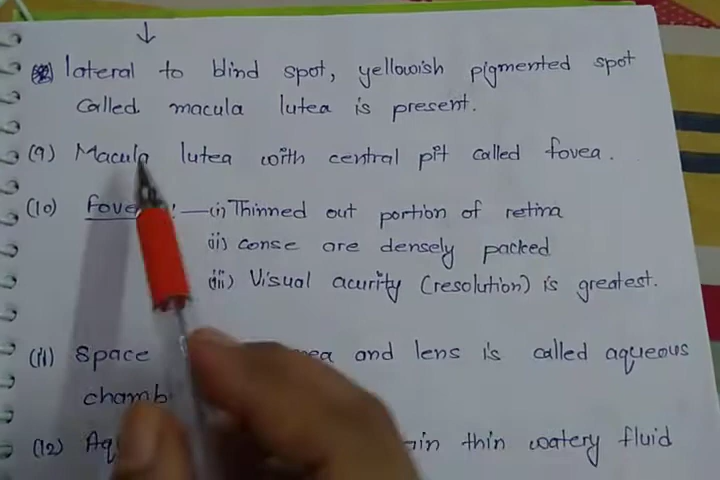 lateral to blind spot, yellowish pigmented spot
called macula lutea is present.
(9) Macula lutea with central pit called fovea.
(10) fove :—(i) Thinned out portion of retina
(ii) conse are densely packed
(iii) Visual acurity (resolution) is greatest.
(11) Space and lens is called aqueous
chamb
(12) Aq thin watery fluid